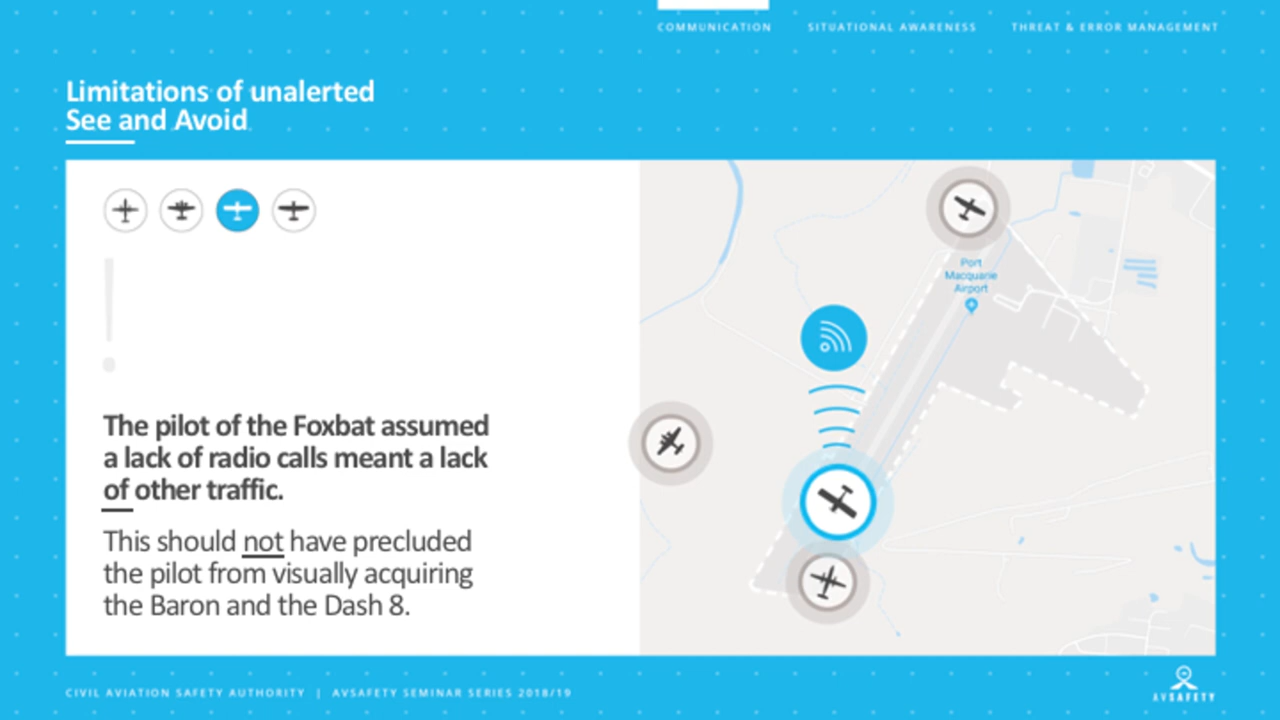 COMMUNICATION SITUATIONAL AWARENESS THREAT & ERROR MANAGEMENT
Limitations of unalerted
See and Avoid
Port
Macquarie
Airport
The pilot of the Foxbat assumed
a lack of radio calls meant a lack
of other traffic.
This should not have precluded
the pilot from visually acquiring
the Baron and the Dash 8.
CIVIL AVIATION SAFETY AUTHORITY | AVSAFETY SEMINAR SERIES 2018/19
AVSAFETY